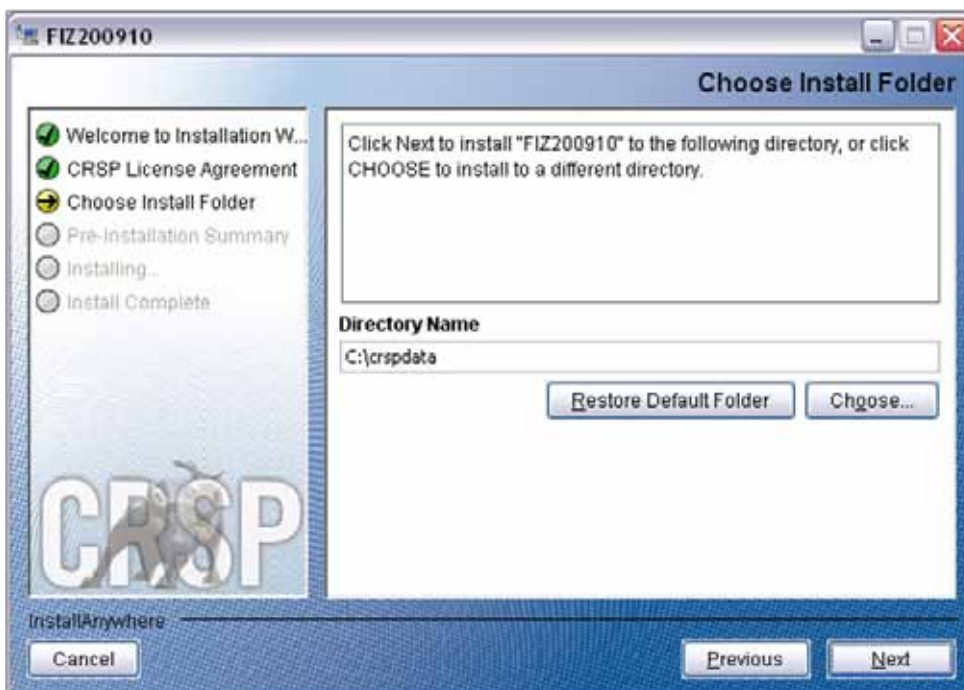 FIZ200910
Choose Install Folder
Welcome to Installation W...
CRSP License Agreement
Choose Install Folder
Pre-Installation Summary
Installing...
Install Complete
CRSP
Click Next to install "FIZ200910" to the following directory, or click
CHOOSE to install to a different directory.
Directory Name
C:\crspdata
Restore Default Folder
Choose...
InstallAnywhere
Cancel
Previous
Next